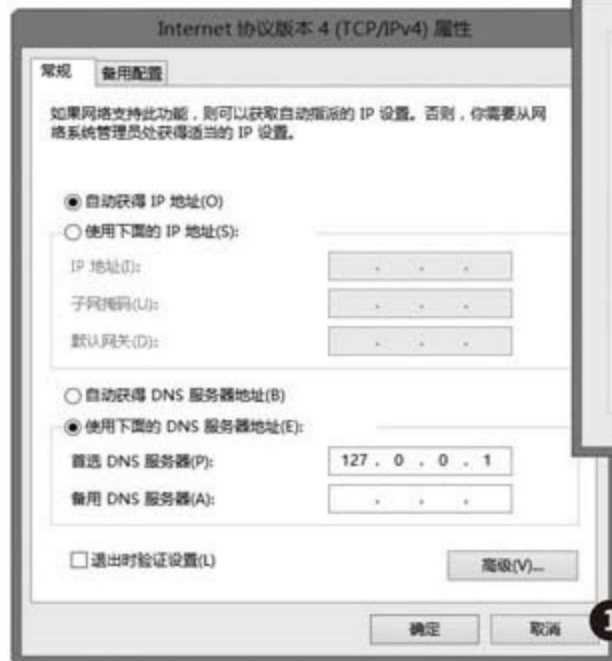 Internet 协议版本 4 (TCP/IPv4) 属性
常规 备用配置
如果网络支持此功能，则可以获取自动指派的 IP 设置。否则，你需要从网
络系统管理员处获得适当的 IP 设置。
自动获得 IP 地址(O)
使用下面的 IP 地址(S):
IP 地址(I): . . .
子网掩码(U): . . .
默认网关(D): . . .
自动获得 DNS 服务器地址(B)
使用下面的 DNS 服务器地址(E):
首选 DNS 服务器(P): 127 . 0 . 0 . 1
备用 DNS 服务器(A): . . .
退出时验证设置(L) 高级(V)...
确定 取消 1